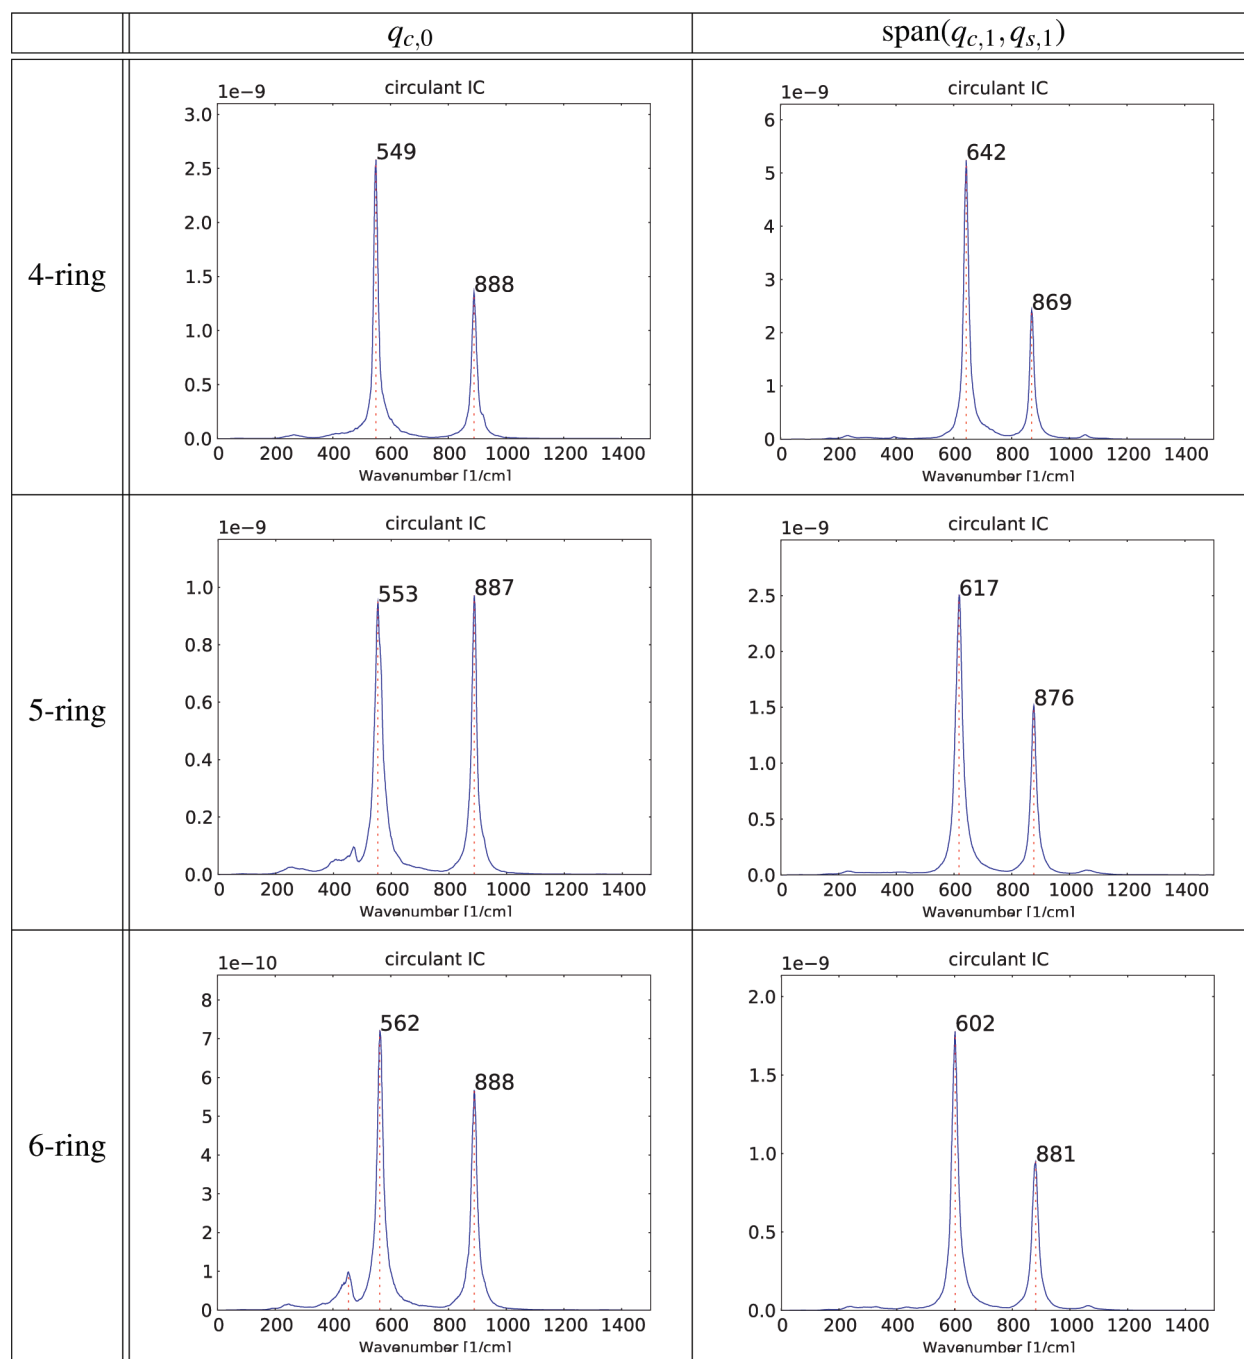 q_{c,0} span(q_{c,1}, q_{s,1})
4-ring
circulant IC
1e−9
3.0
2.5
2.0
1.5
1.0
0.5
0.0
549
888
0 200 400 600 800 1000 1200 1400
Wavenumber [1/cm]
circulant IC
1e−9
6
5
4
3
2
1
0
642
869
0 200 400 600 800 1000 1200 1400
Wavenumber [1/cm]
5-ring
circulant IC
1e−9
1.0
0.8
0.6
0.4
0.2
0.0
553
887
0 200 400 600 800 1000 1200 1400
Wavenumber [1/cm]
circulant IC
1e−9
2.5
2.0
1.5
1.0
0.5
0.0
617
876
0 200 400 600 800 1000 1200 1400
Wavenumber [1/cm]
6-ring
circulant IC
1e−10
8
7
6
5
4
3
2
1
0
562
888
0 200 400 600 800 1000 1200 1400
Wavenumber [1/cm]
circulant IC
1e−9
2.0
1.5
1.0
0.5
0.0
602
881
0 200 400 600 800 1000 1200 1400
Wavenumber [1/cm]